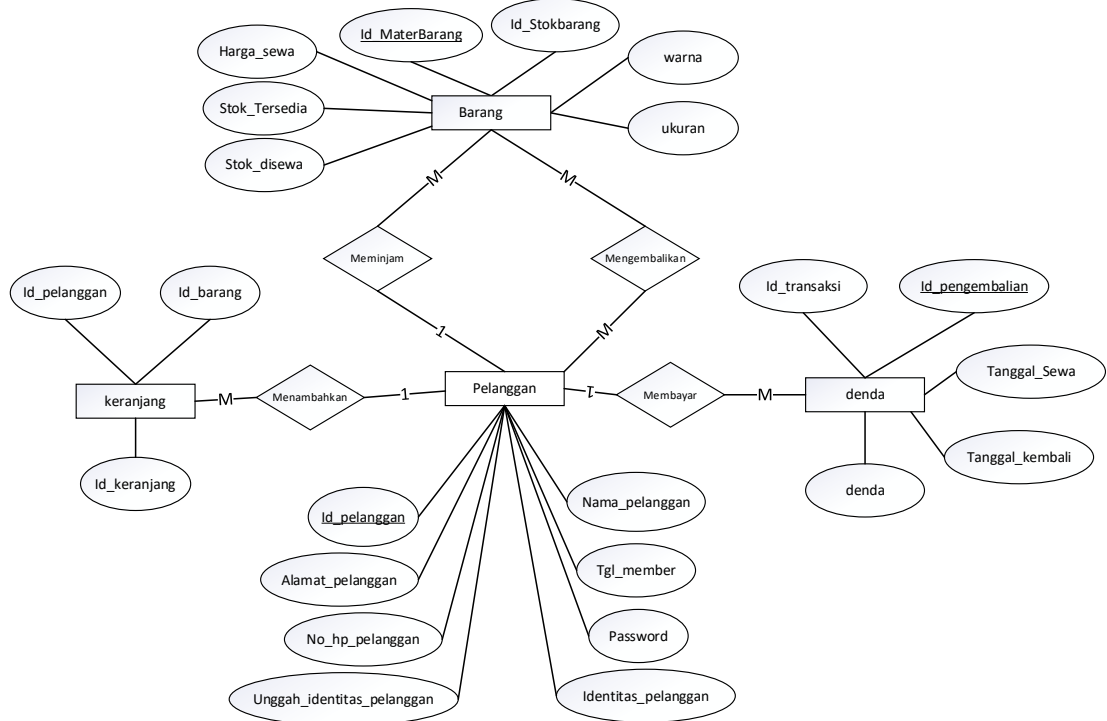 Id_MaterBarang
Id_Stokbarang
Harga_sewa
warna
Stok_Tersedia
Barang
ukuran
Stok_disewa
M
M
Meminjam
Mengembalikan
Id_pelanggan
Id_barang
Id_transaksi
Id_pengembalian
1
M
Tanggal_Sewa
keranjang
M
Menambahkan
1
Pelanggan
1
Membayar
M
denda
Tanggal_kembali
Id_keranjang
denda
Id_pelanggan
Nama_pelanggan
Alamat_pelanggan
Tgl_member
No_hp_pelanggan
Password
Unggah_identitas_pelanggan
Identitas_pelanggan